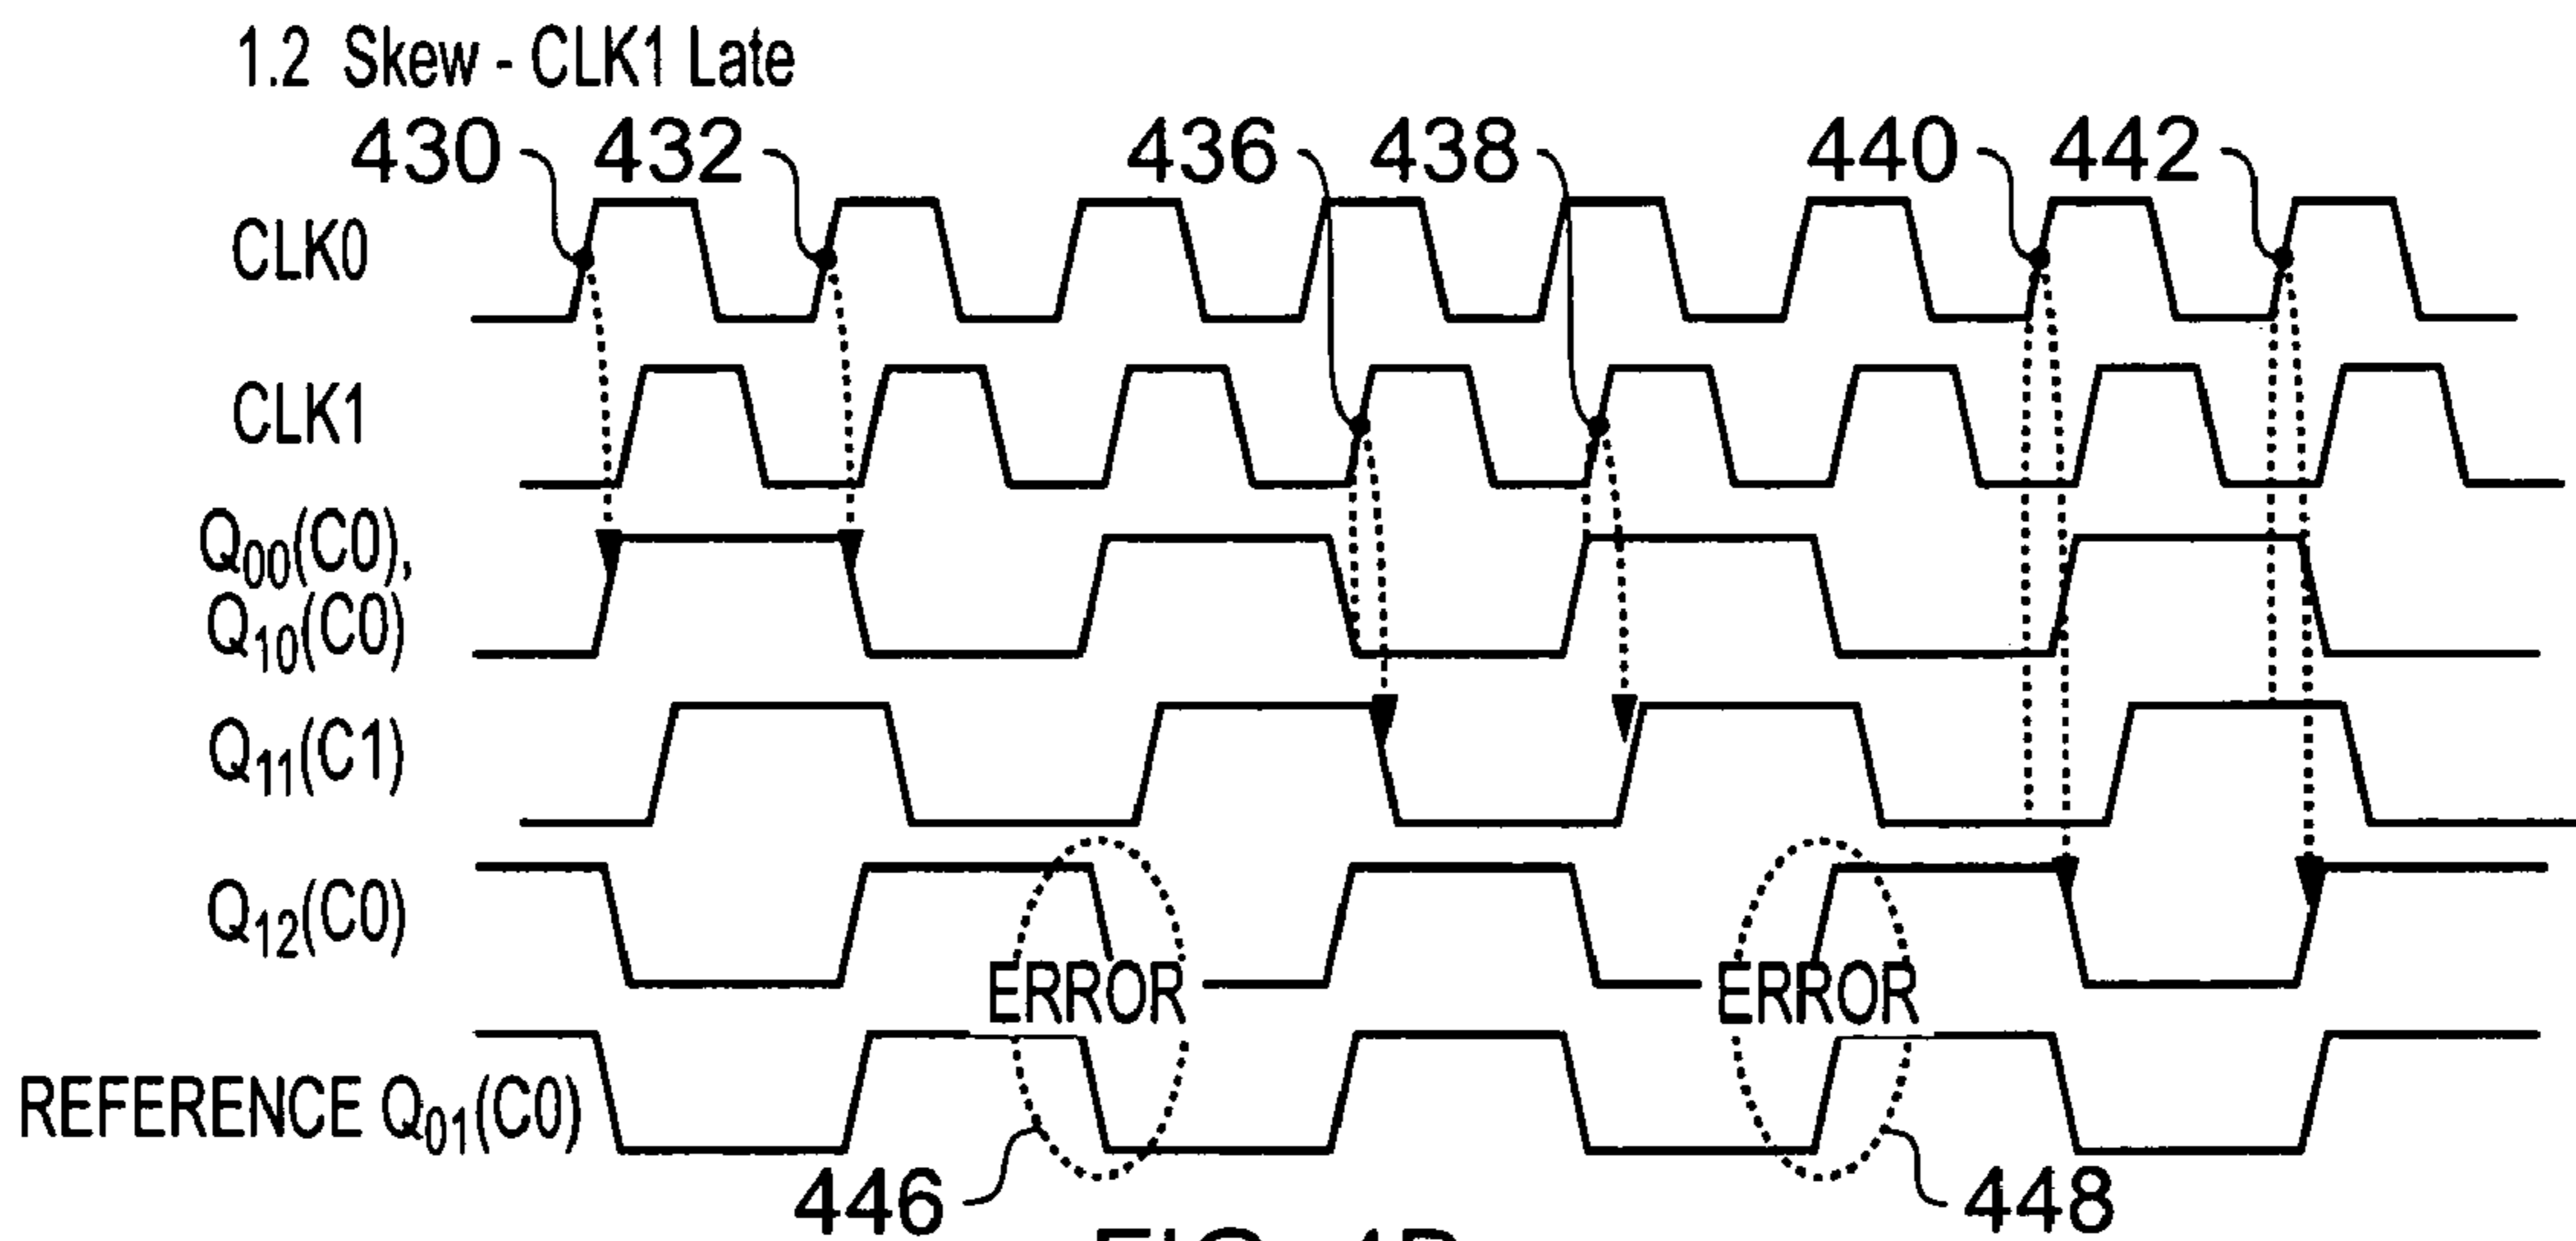 1.2 Skew - CLK1 Late
430 432 436 438 440 442
CLK0
CLK1
Q00(C0),
Q10(C0)
Q11(C1)
Q12(C0)
ERROR ERROR
REFERENCE Q01(C0)
446 448